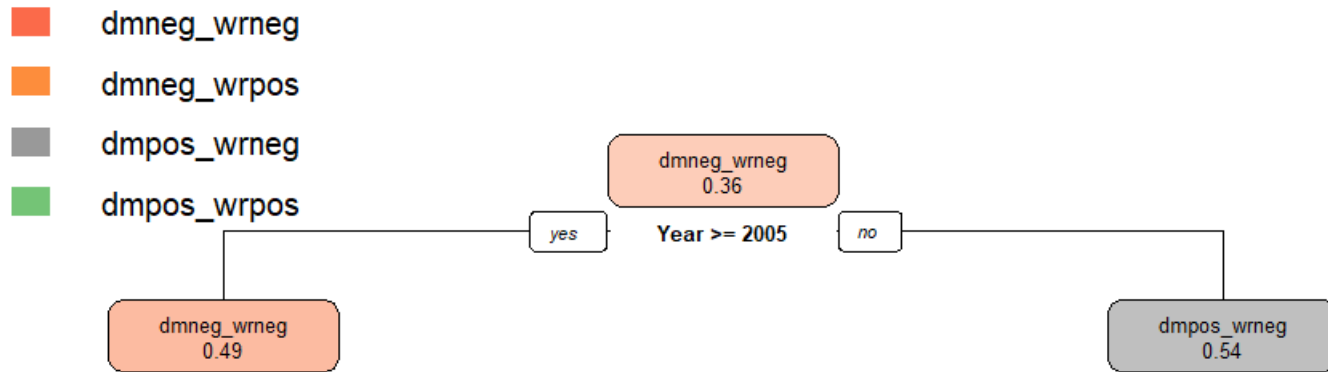 dmneg_wrneg
dmneg_wrpos
dmpos_wrneg
dmpos_wrpos
dmneg_wrneg
0.36
yes
Year >= 2005
no
dmneg_wrneg
0.49
dmpos_wrneg
0.54